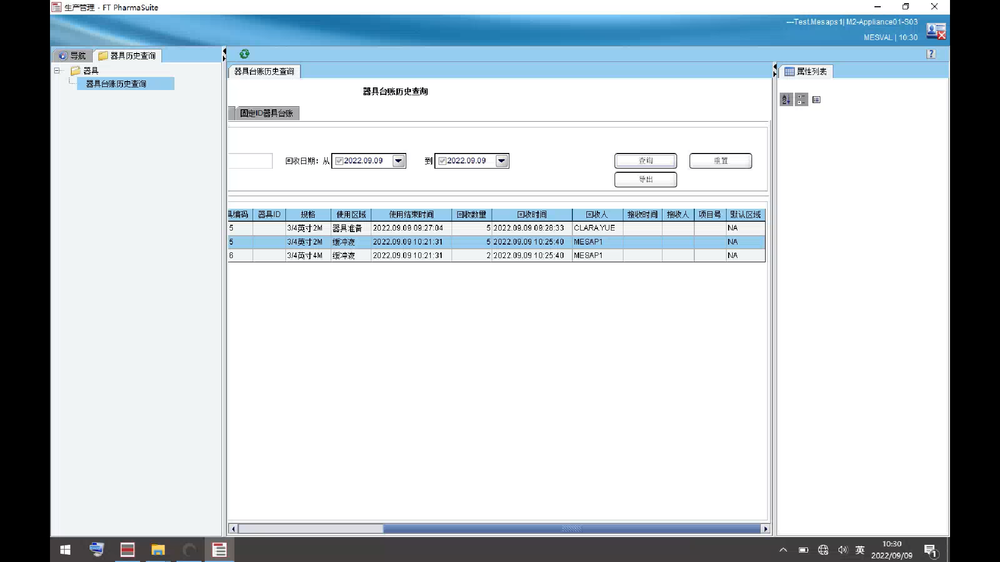 生产管理 - FT PharmaSuite
---Test.Mesaps1| M2-Appliance01-S03
MESVAL | 10:30
导航
器具历史查询
?
器具
器具台账历史查询
器具台账历史查询
属性列表
器具台账历史查询
固定ID器具台账
回收日期：从 2022.09.09 到 2022.09.09 查询 重置
导出
具编码 器具ID 规格 使用区域 使用结束时间 回收数量 回收时间 回收人 接收时间 接收人 项目号 默认区域
5 3/4英寸2M 器具准备 2022.09.09 09:27:04 5 2022.09.09 09:28:33 CLARA.YUE NA
5 3/4英寸2M 缓冲液 2022.09.09 10:21:31 5 2022.09.09 10:25:40 MESAP1 NA
6 3/4英寸4M 缓冲液 2022.09.09 10:21:31 2 2022.09.09 10:25:40 MESAP1 NA
英
10:30
2022/09/09
1